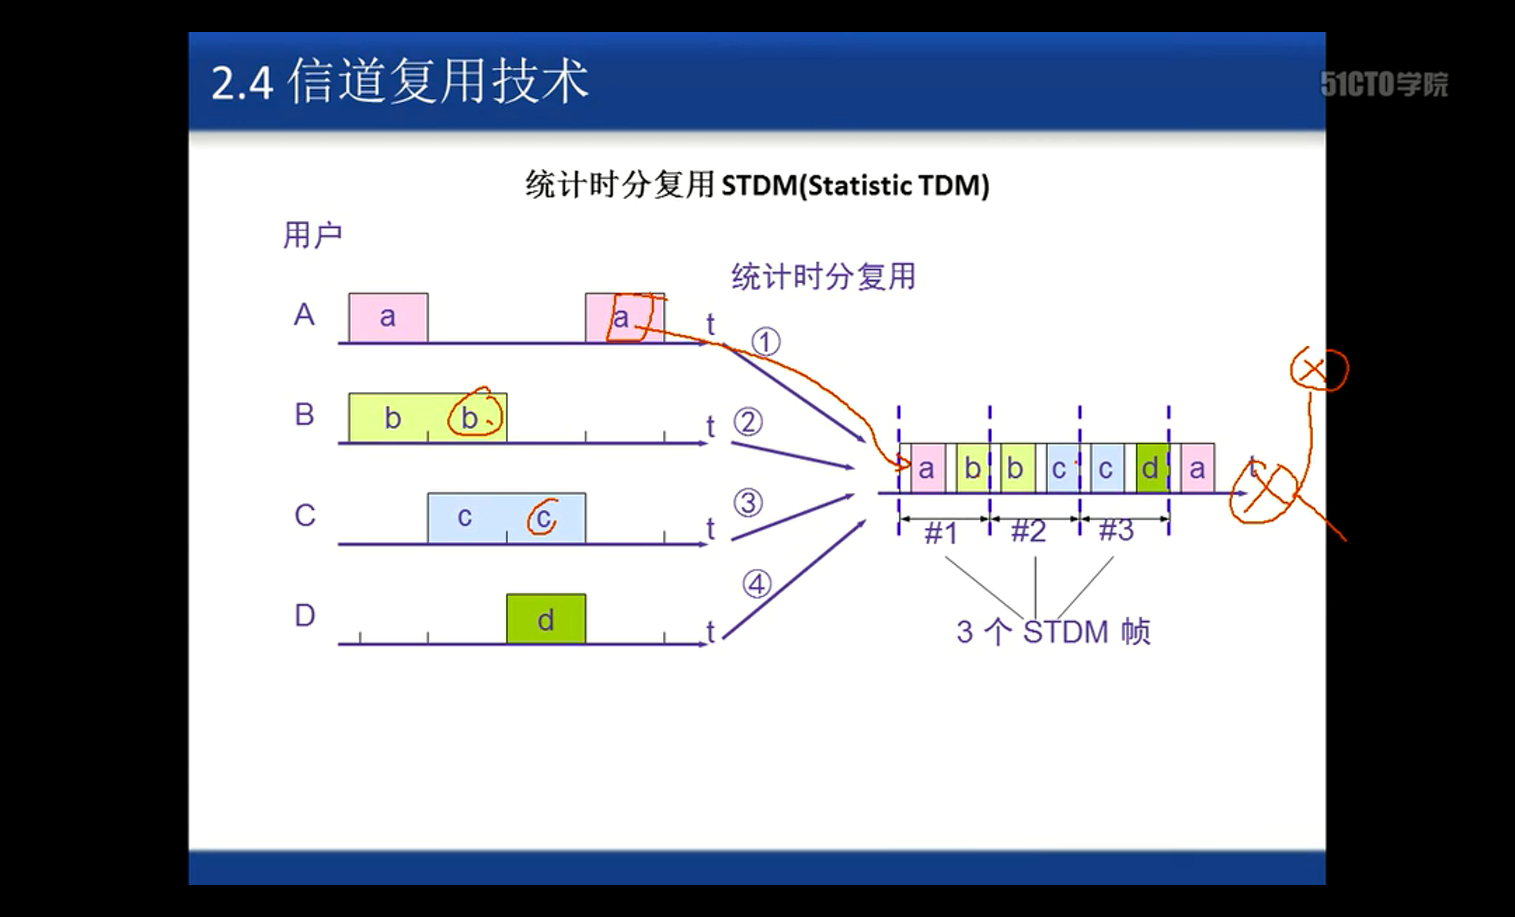 2.4 信道复用技术
51CTO学院
统计时分复用 STDM(Statistic TDM)
用户
统计时分复用
A a a t ①
B b b t ②
C c c t ③
D d t ④
a b b c c d a t
#1 #2 #3
3 个 STDM 帧